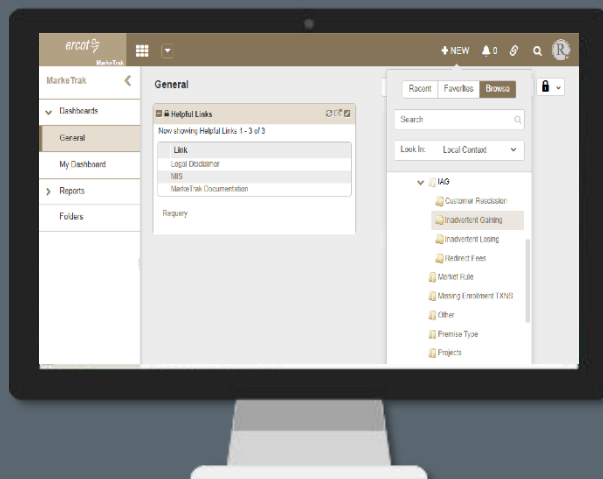 ercot
MarkeTrak
NEW
0
R
MarkeTrak
Dashboards
General
My Dashboard
Reports
Folders
General
Helpful Links
Now showing Helpful Links 1 - 3 of 3
Link
Legal Disclaimer
MIS
MarkeTrak Documentation
Requery
Recent Favorites Browse
Search
Look In: Local Context
IAG
Customer Rescission
Inadvertent Gaining
Inadvertent Losing
Redirect Fees
Market Rule
Missing Enrollment TXNS
Other
Premise Type
Projects